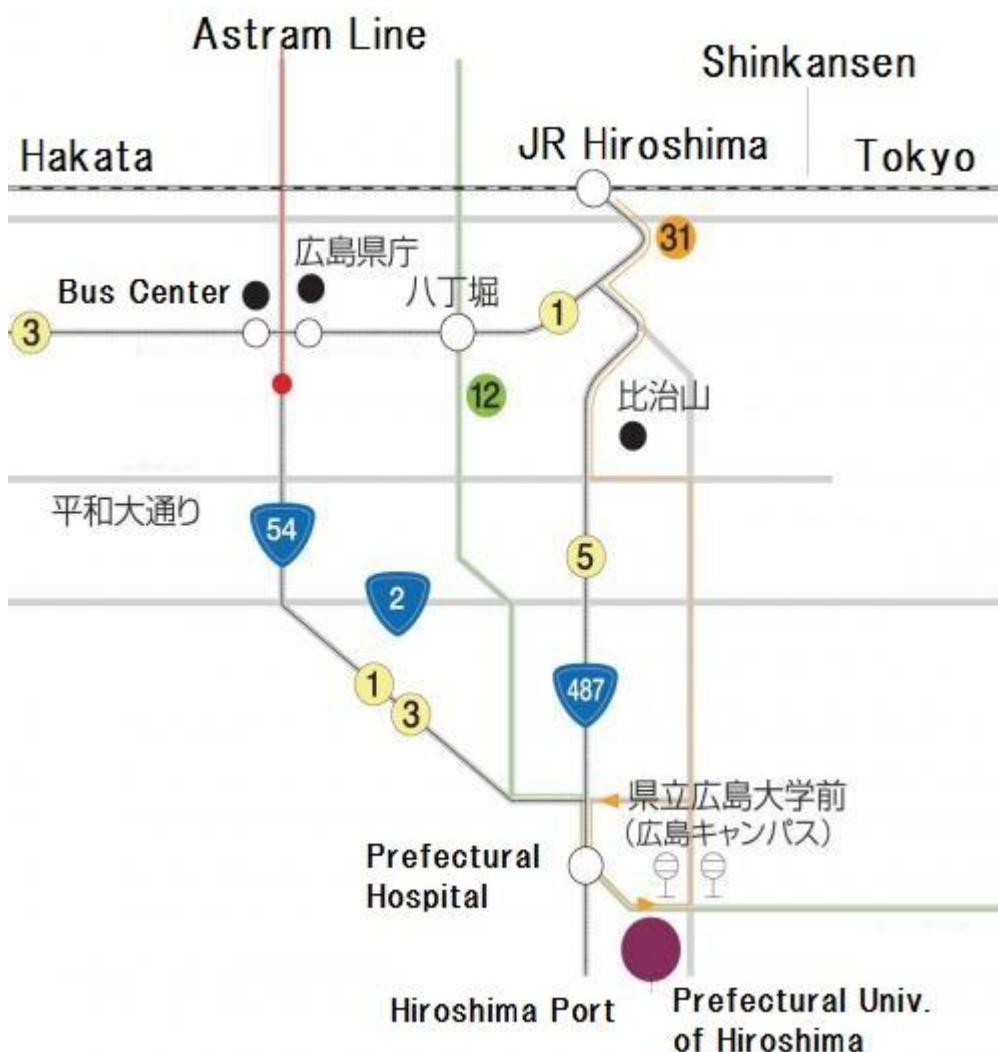 Astram Line
Shinkansen
Hakata
JR Hiroshima
Tokyo
31
広島県庁
Bus Center
八丁堀
3
1
12
比治山
平和大通り
54
5
2
487
1
3
県立広島大学前
（広島キャンパス）
Prefectural
Hospital
Hiroshima Port
Prefectural Univ.
of Hiroshima